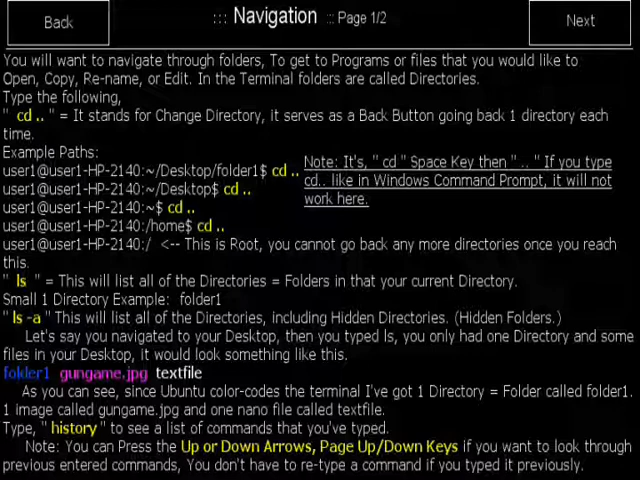 Back
::: Navigation ::: Page 1/2
Next
You will want to navigate through folders, To get to Programs or files that you would like to
Open, Copy, Re-name, or Edit. In the Terminal folders are called Directories.
Type the following,
" cd .. " = It stands for Change Directory, it serves as a Back Button going back 1 directory each
time.
Example Paths:
user1@user1-HP-2140:~/Desktop/folder1$ cd ..
user1@user1-HP-2140:~/Desktop$ cd ..
user1@user1-HP-2140:~$ cd ..
user1@user1-HP-2140:/home$ cd ..
user1@user1-HP-2140:/ <-- This is Root, you cannot go back any more directories once you reach
this.
Note: It's, " cd " Space Key then " .. " If you type
cd.. like in Windows Command Prompt, it will not
work here.
" ls " = This will list all of the Directories = Folders in that your current Directory.
Small 1 Directory Example: folder1
" ls -a " This will list all of the Directories, including Hidden Directories. (Hidden Folders.)
Let's say you navigated to your Desktop, then you typed ls, you only had one Directory and some
files in your Desktop, it would look something like this.
folder1 gungame.jpg textfile
As you can see, since Ubuntu color-codes the terminal I've got 1 Directory = Folder called folder1.
1 image called gungame.jpg and one nano file called textfile.
Type, " history " to see a list of commands that you've typed.
Note: You can Press the Up or Down Arrows, Page Up/Down Keys if you want to look through
previous entered commands, You don't have to re-type a command if you typed it previously.